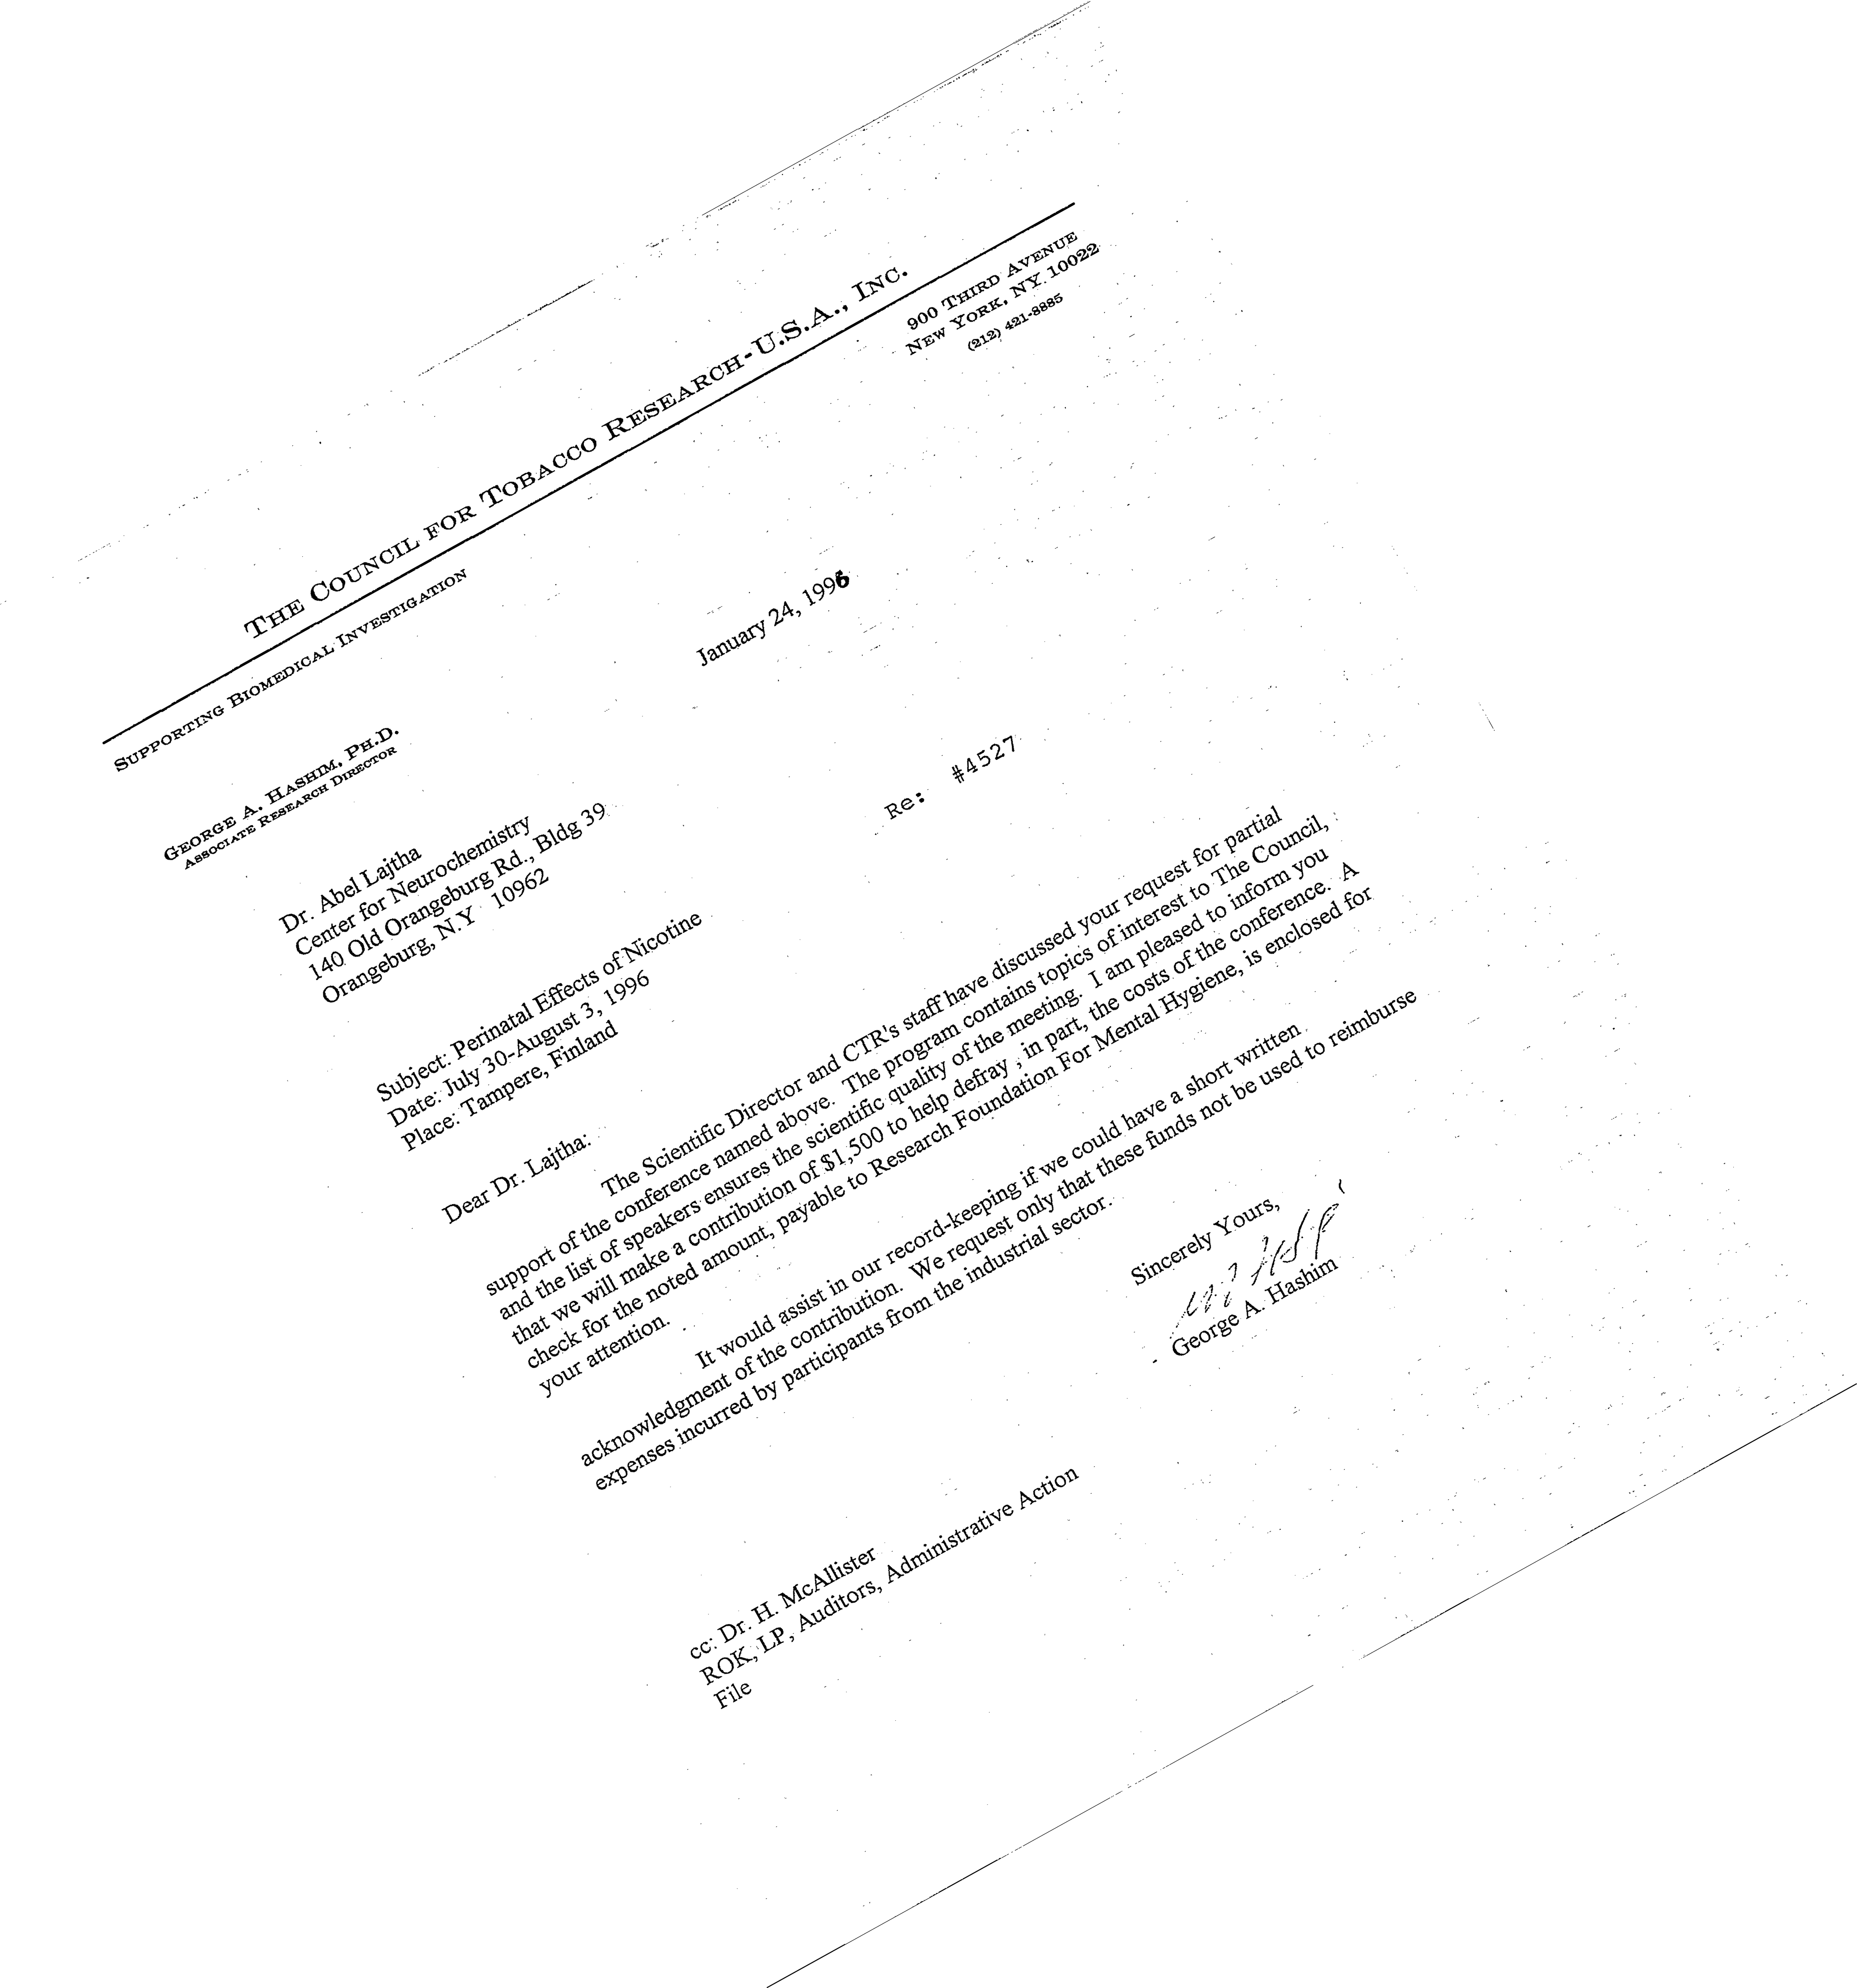 THE COUNCIL FOR TOBACCO RESEARCH-U.S.A., INC.
SUPPORTING BIOMEDICAL INVESTIGATION
900 THIRD AVENUE
NEW YORK, NY. 10022
(212) 421-8885
GEORGE A. HASHIM, PH.D.
ASSOCIATE RESEARCH DIRECTOR
January 24, 1996
Dr. Abel Lajtha
Center for Neurochemistry
140 Old Orangeburg Rd., Bldg 39
Orangeburg, N.Y 10962
Re: #4527
Subject: Perinatal Effects of Nicotine
Date: July 30-August 3, 1996
Place: Tampere, Finland
Dear Dr. Lajtha:
The Scientific Director and CTR's staff have discussed your request for partial
support of the conference named above. The program contains topics of interest to The Council,
and the list of speakers ensures the scientific quality of the meeting. I am pleased to inform you
that we will make a contribution of $1,500 to help defray , in part, the costs of the conference. A
check for the noted amount, payable to Research Foundation For Mental Hygiene, is enclosed for
your attention.
It would assist in our record-keeping if we could have a short written
acknowledgment of the contribution. We request only that these funds not be used to reimburse
expenses incurred by participants from the industrial sector.
Sincerely Yours,
George A. Hashim
cc: Dr. H. McAllister
ROK, LP, Auditors, Administrative Action
File